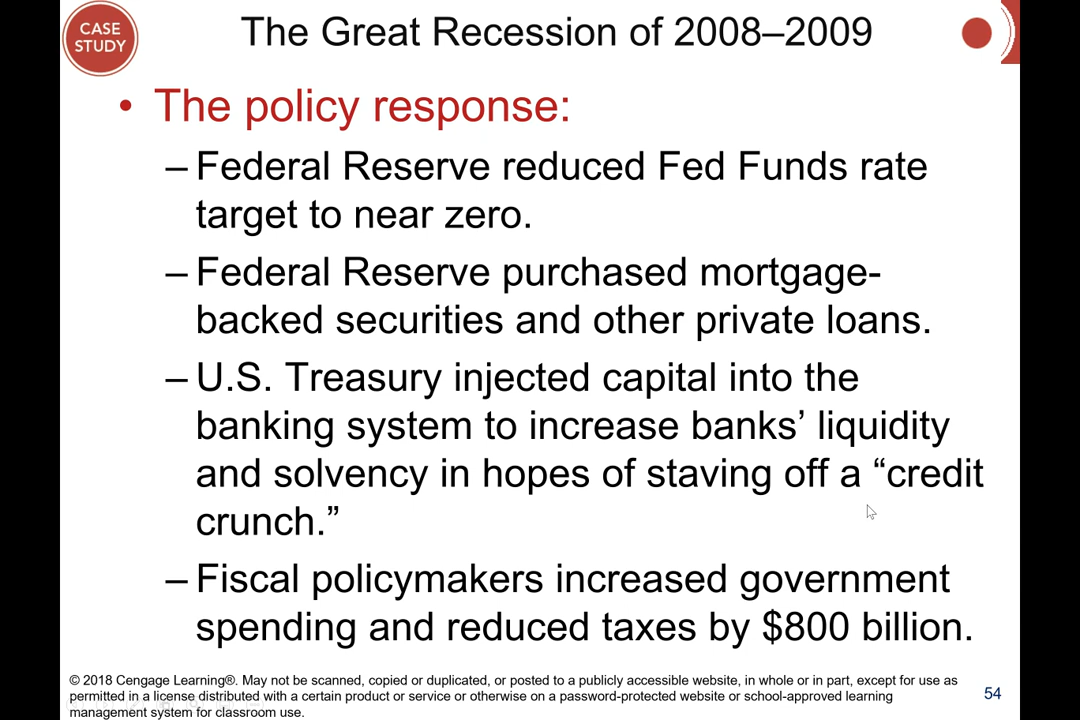 CASE
STUDY
The Great Recession of 2008–2009
• The policy response:
– Federal Reserve reduced Fed Funds rate
target to near zero.
– Federal Reserve purchased mortgage-
backed securities and other private loans.
– U.S. Treasury injected capital into the
banking system to increase banks’ liquidity
and solvency in hopes of staving off a “credit
crunch.”
– Fiscal policymakers increased government
spending and reduced taxes by $800 billion.
© 2018 Cengage Learning®. May not be scanned, copied or duplicated, or posted to a publicly accessible website, in whole or in part, except for use as
permitted in a license distributed with a certain product or service or otherwise on a password-protected website or school-approved learning
management system for classroom use.
54